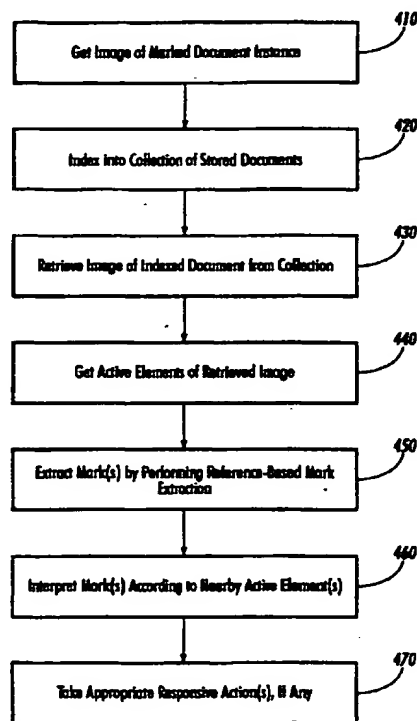 410
Get Image of Marked Document Instance
420
Index into Collection of Stored Documents
430
Retrieve Image of Indexed Document from Collection
440
Get Active Elements of Retrieved Image
450
Extract Mark(s) by Performing Reference-Based Mark
Extraction
460
Interpret Mark(s) According to Nearby Active Element(s)
470
Take Appropriate Responsive Action(s), If Any